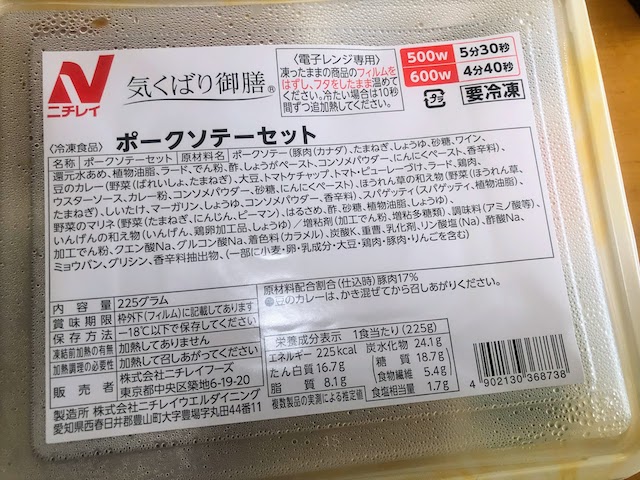 ニチレイ
気くばり御膳®
〈電子レンジ専用〉
凍ったままの商品のフィルムを
はずし、フタをしたまま温めて
ください。冷たい場合は10秒
間ずつ追加熱してください。
500w 5分30秒
600w 4分40秒
プラ
要冷凍
〈冷凍食品〉 ポークソテーセット
名称 ポークソテーセット 原材料名 ポークソテー(豚肉(カナダ)、たまねぎ、しょうゆ、砂糖、ワイン、
還元水あめ、植物油脂、ラード、でん粉、酢、しょうがペースト、コンソメパウダー、にんにくペースト、香辛料)、
豆のカレー(野菜(ばれいしょ、たまねぎ)、大豆、トマトケチャップ、トマト・ピューレーづけ、ラード、鶏肉、
ウスターソース、カレー粉、コンソメパウダー、砂糖、にんにくペースト)、ほうれん草の和え物(野菜(ほうれん草、
たまねぎ)、しいたけ、マーガリン、しょうゆ、コンソメパウダー、香辛料)、スパゲッティ(スパゲッティ、植物油脂)、
野菜のマリネ(野菜(たまねぎ、にんじん、ピーマン)、はるさめ、酢、砂糖、植物油脂、しょうゆ)、
いんげんの和え物(いんげん、鶏卵加工品、しょうゆ)/増粘剤(加工でん粉、増粘多糖類)、調味料(アミノ酸等)、
加工でん粉、クエン酸Na、グルコン酸Na、着色料(カラメル)、炭酸K、重曹、乳化剤、リン酸塩(Na)、酢酸Na、
ミョウバン、グリシン、香辛料抽出物、(一部に小麦・卵・乳成分・大豆・鶏肉・豚肉・りんごを含む)
内容量 225グラム
賞味期限 枠外下(フィルム)に記載してあります
保存方法 −18℃以下で保存してください
凍結前加熱の有無 加熱してありません
加熱調理の必要性 加熱して召しあがってください
販売者 株式会社ニチレイフーズ
東京都中央区築地6-19-20
製造所 株式会社ニチレイウエルダイニング
愛知県西春日井郡豊山町大字豊場字丸田44番11
原材料配合割合(仕込時)豚肉17%
●豆のカレーは、かき混ぜてから召しあがりください。
栄養成分表示 1食当たり(225g)
エネルギー 225kcal
たん白質 16.7g
脂質 8.1g
炭水化物 24.1g
糖質 18.7g
食物繊維 5.4g
食塩相当量 1.7g
複数製品の実測による推定値
4 902130 368738